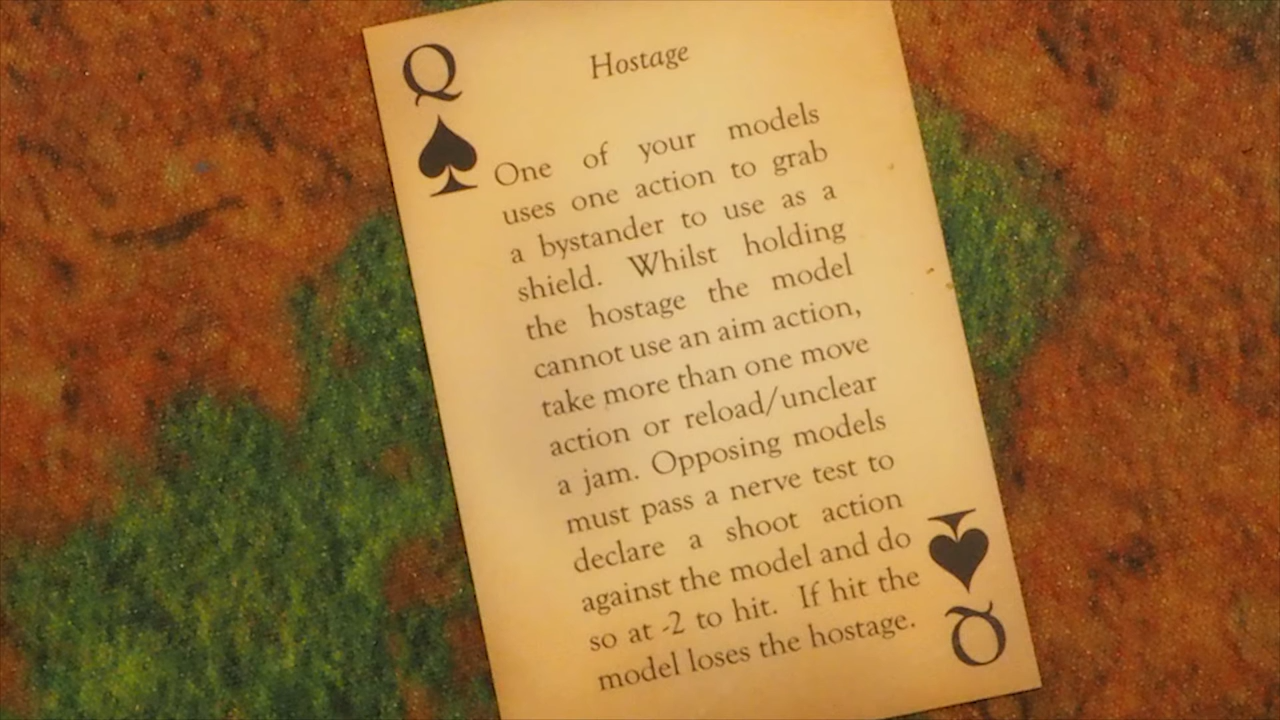 Q
Hostage
One of your models
uses one action to grab
a bystander to use as a
shield. Whilst holding
the hostage the model
cannot use an aim action,
take more than one move
action or reload/unclear
a jam. Opposing models
must pass a nerve test to
declare a shoot action
against the model and do
so at -2 to hit. If hit the
model loses the hostage.
Q